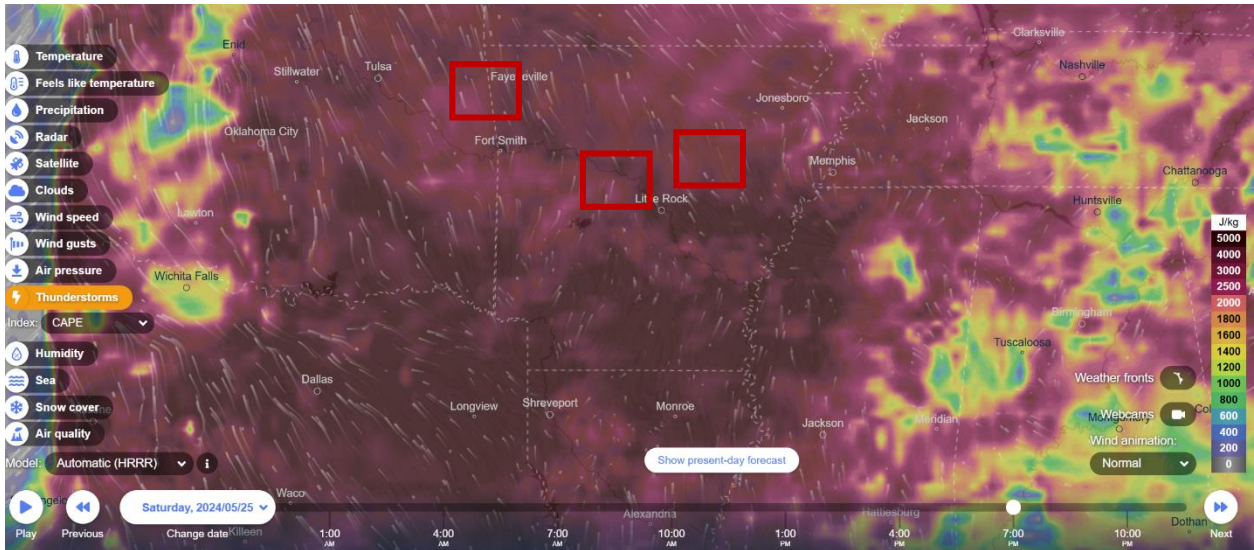 Clarksville
Enid
Temperature
Tulsa
Stillwater
Nashville
Fayetteville
Feels like temperature
Jonesboro
Precipitation
Jackson
Radar
Oklahoma City
Fort Smith
Memphis
Satellite
Chattanooga
Clouds
Little Rock
Huntsville
Lawton
Wind speed
J/kg
5000
Wind gusts
4000
Air pressure
3000
Wichita Falls
2500
Thunderstorms
2000
Birmingham
1800
Index: CAPE
1600
Tuscaloosa
1400
Humidity
1200
Sea
Dallas
Weather fronts
1000
800
Snow cover
Longview
Shreveport
Monroe
Webcams
Montgomery
Col
600
Jackson
Meridian
Air quality
Wind animation:
400
200
Model: Automatic (HRRR)
Show present-day forecast
Normal
0
Waco
Saturday, 2024/05/25
Alexandria
Hattiesburg
Dothan
Play
Previous
Change date
Killeen
1:00
AM
4:00
AM
7:00
AM
10:00
AM
1:00
PM
4:00
PM
7:00
PM
10:00
PM
Next